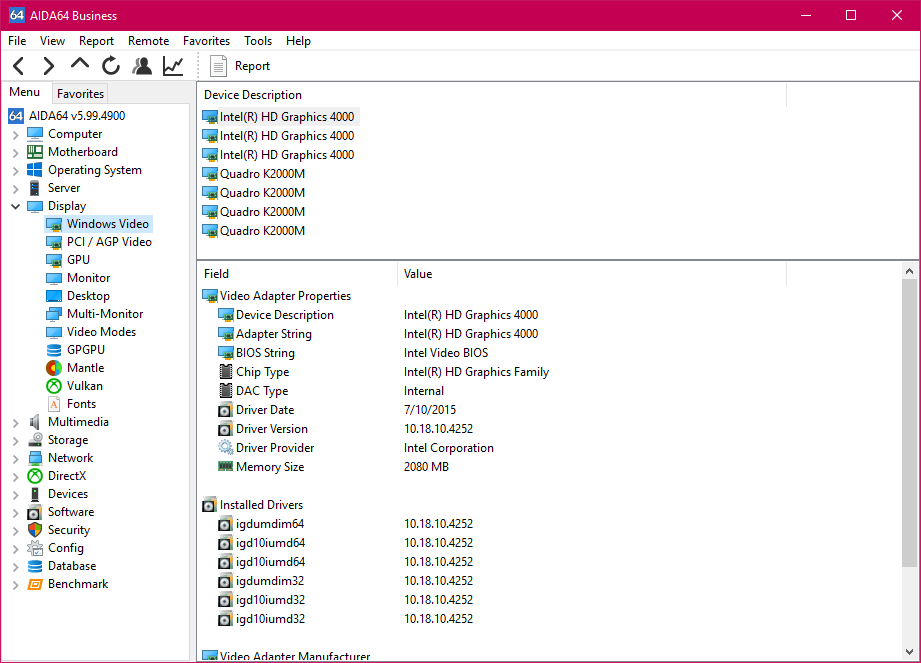 64 AIDA64 Business
File View Report Remote Favorites Tools Help
Report
Menu Favorites
64 AIDA64 v5.99.4900
Computer
Motherboard
Operating System
Server
Display
Windows Video
PCI / AGP Video
GPU
Monitor
Desktop
Multi-Monitor
Video Modes
GPGPU
Mantle
Vulkan
A Fonts
Multimedia
Storage
Network
DirectX
Devices
Software
Security
Config
Database
Benchmark
Device Description
Intel(R) HD Graphics 4000
Intel(R) HD Graphics 4000
Intel(R) HD Graphics 4000
Quadro K2000M
Quadro K2000M
Quadro K2000M
Quadro K2000M
Field Value
Video Adapter Properties
Device Description Intel(R) HD Graphics 4000
Adapter String Intel(R) HD Graphics 4000
BIOS String Intel Video BIOS
Chip Type Intel(R) HD Graphics Family
DAC Type Internal
Driver Date 7/10/2015
Driver Version 10.18.10.4252
Driver Provider Intel Corporation
Memory Size 2080 MB
Installed Drivers
igdumdim64 10.18.10.4252
igd10iumd64 10.18.10.4252
igd10iumd64 10.18.10.4252
igdumdim32 10.18.10.4252
igd10iumd32 10.18.10.4252
igd10iumd32 10.18.10.4252
Video Adapter Manufacturer